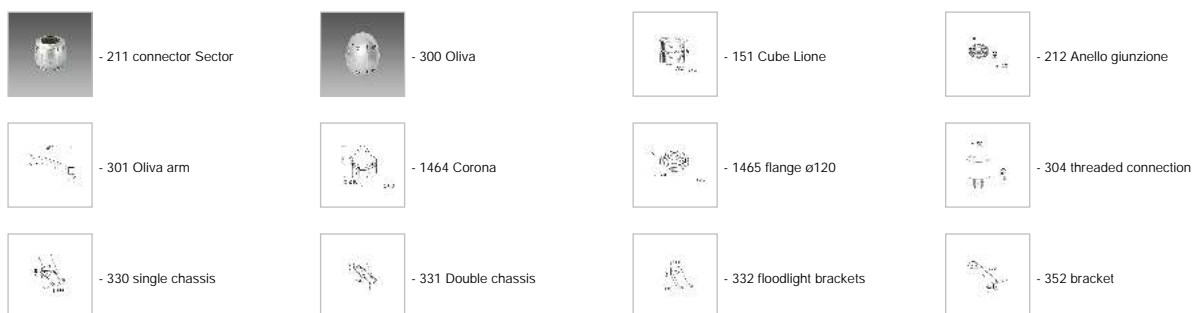 - 211 connector Sector
- 300 Oliva
- 151 Cube Lione
- 212 Anello giunzione
- 301 Oliva arm
- 1464 Corona
- 1465 flange ø120
- 304 threaded connection
- 330 single chassis
- 331 Double chassis
- 332 floodlight brackets
- 352 bracket